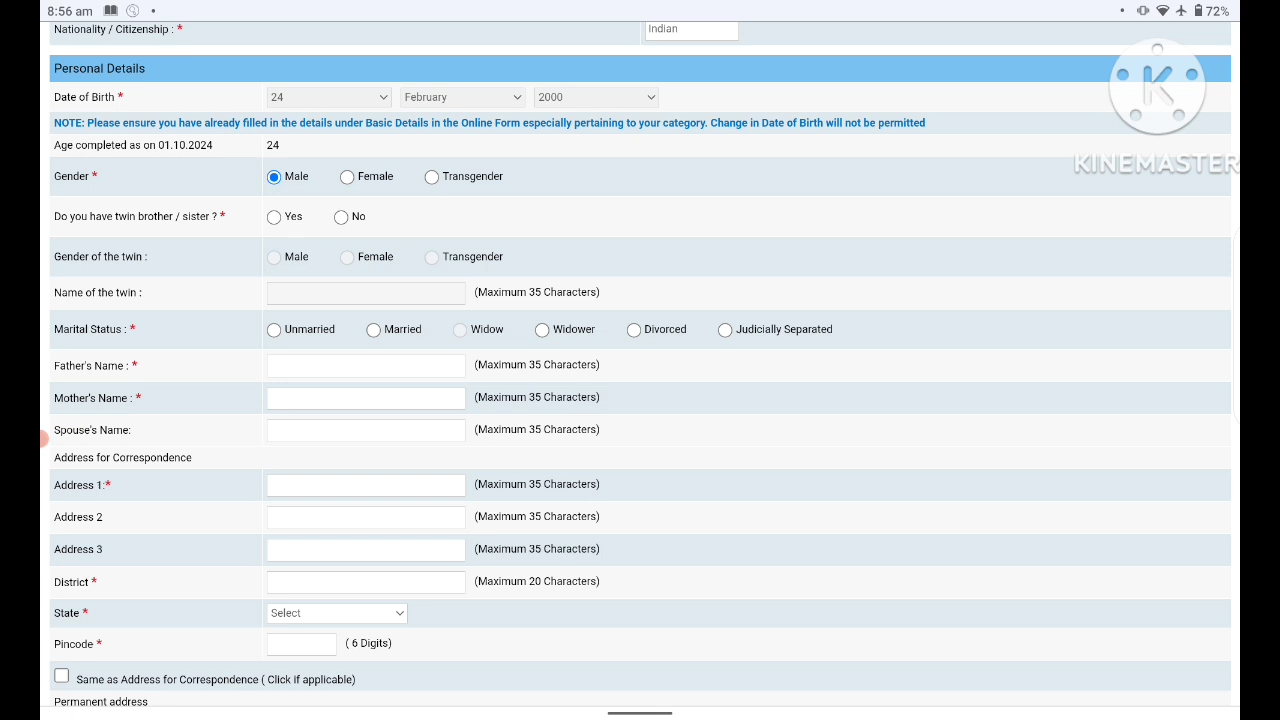 8:56 am
72%
Nationality / Citizenship : * Indian
Personal Details
Date of Birth * 24 February 2000
NOTE: Please ensure you have already filled in the details under Basic Details in the Online Form especially pertaining to your category. Change in Date of Birth will not be permitted
Age completed as on 01.10.2024 24
Gender * Male Female Transgender
Do you have twin brother / sister ? * Yes No
Gender of the twin : Male Female Transgender
Name of the twin : (Maximum 35 Characters)
Marital Status : * Unmarried Married Widow Widower Divorced Judicially Separated
Father's Name : * (Maximum 35 Characters)
Mother's Name : * (Maximum 35 Characters)
Spouse's Name: (Maximum 35 Characters)
Address for Correspondence
Address 1:* (Maximum 35 Characters)
Address 2 (Maximum 35 Characters)
Address 3 (Maximum 35 Characters)
District * (Maximum 20 Characters)
State * Select
Pincode * ( 6 Digits)
Same as Address for Correspondence ( Click if applicable)
Permanent address
K
KINEMASTER